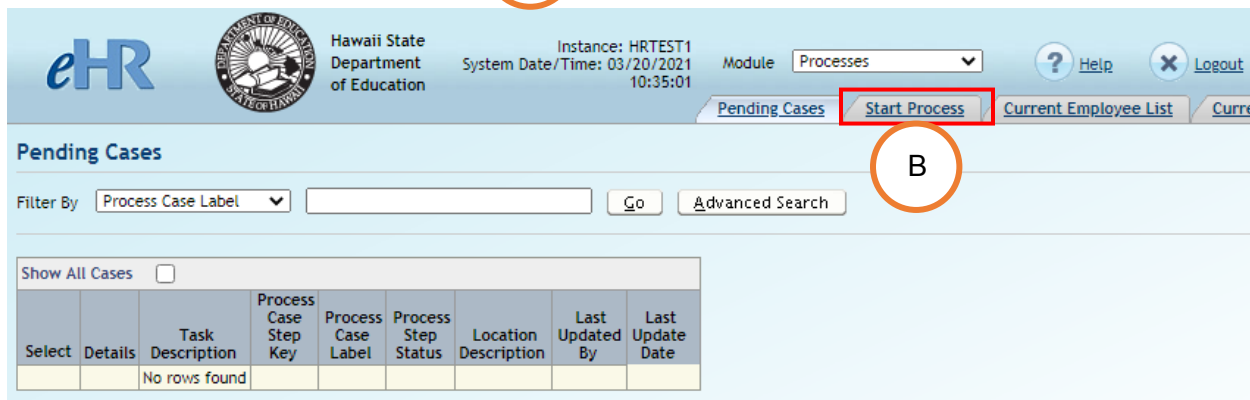 eHR
DEPARTMENT OF EDUCATION
STATE OF HAWAII
Hawaii State
Department
of Education
Instance: HRTEST1
System Date/Time: 03/20/2021
10:35:01
Module Processes
Help
Logout
Pending Cases Start Process Current Employee List Curre
B
Pending Cases
Filter By Process Case Label Go Advanced Search
Show All Cases
Select Details Task Description Process Case Step Key Process Case Label Process Step Status Location Description Last Updated By Last Update Date
No rows found